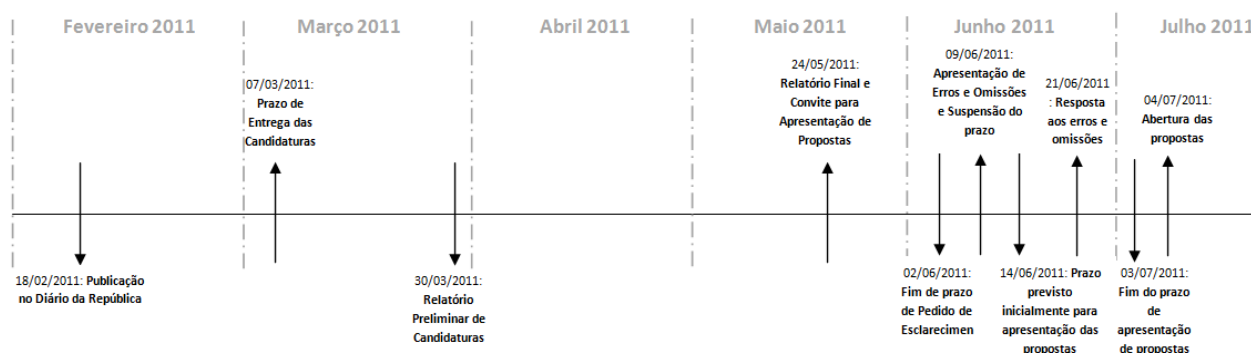 Fevereiro 2011
Março 2011
Abril 2011
Maio 2011
Junho 2011
Julho 2011
07/03/2011:
Prazo de
Entrega das
Candidaturas
24/05/2011:
Relatório Final e
Convite para
Apresentação de
Propostas
09/06/2011:
Apresentação de
Erros e Omissões
e Suspensão do
prazo
21/06/2011
: Resposta
aos erros e
omissões
04/07/2011:
Abertura das
propostas
18/02/2011: Publicação
no Diário da República
30/03/2011:
Relatório
Preliminar de
Candidaturas
02/06/2011:
Fim de prazo
de Pedido de
Esclarecimen
14/06/2011: Prazo
previsto
inicialmente para
apresentação das
propostas
03/07/2011:
Fim do prazo
de
apresentação
de propostas